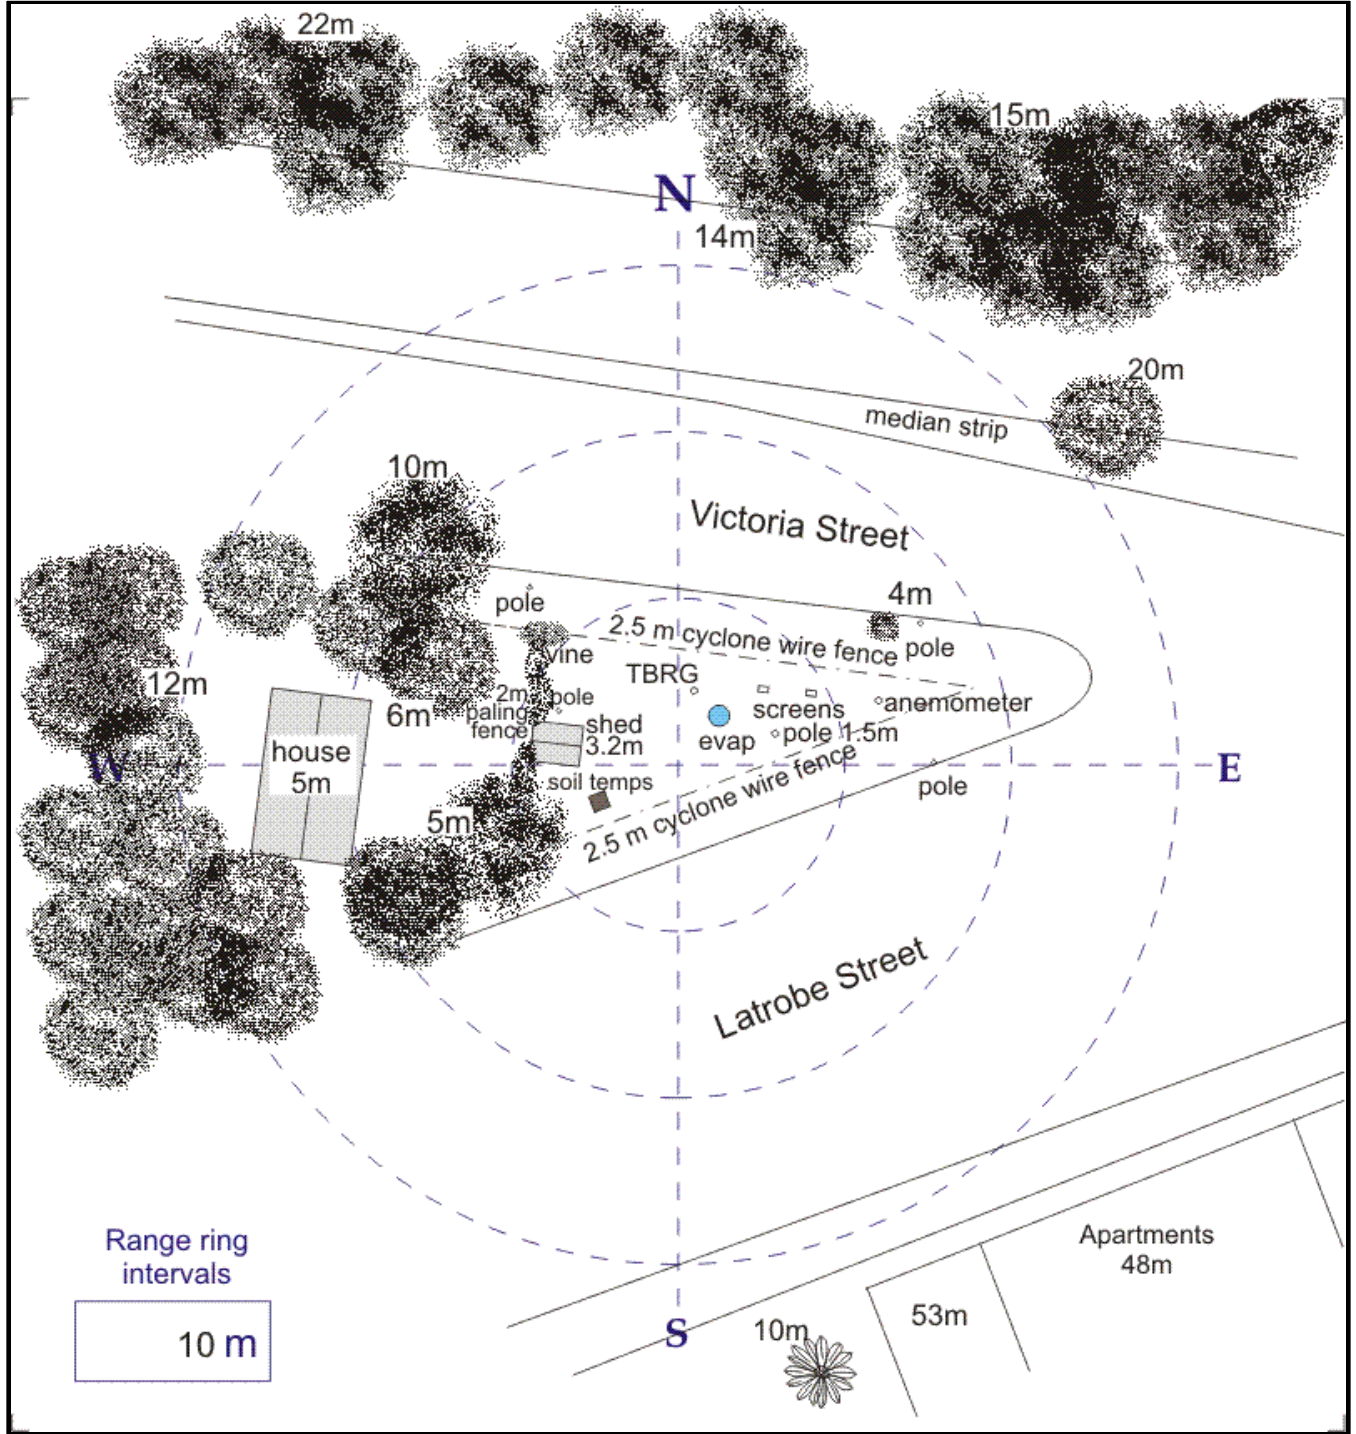 22m
15m
N
14m
20m
median strip
10m
Victoria Street
4m
pole
2.5 m cyclone wire fence
pole
vine
TBRG
12m
2m
paling
fence
pole
6m
screens
anemometer
shed
3.2m
evap
pole 1.5m
house
5m
W
E
soil temps
pole
5m
2.5 m cyclone wire fence
Latrobe Street
Range ring
intervals
10 m
Apartments
48m
53m
10m
S